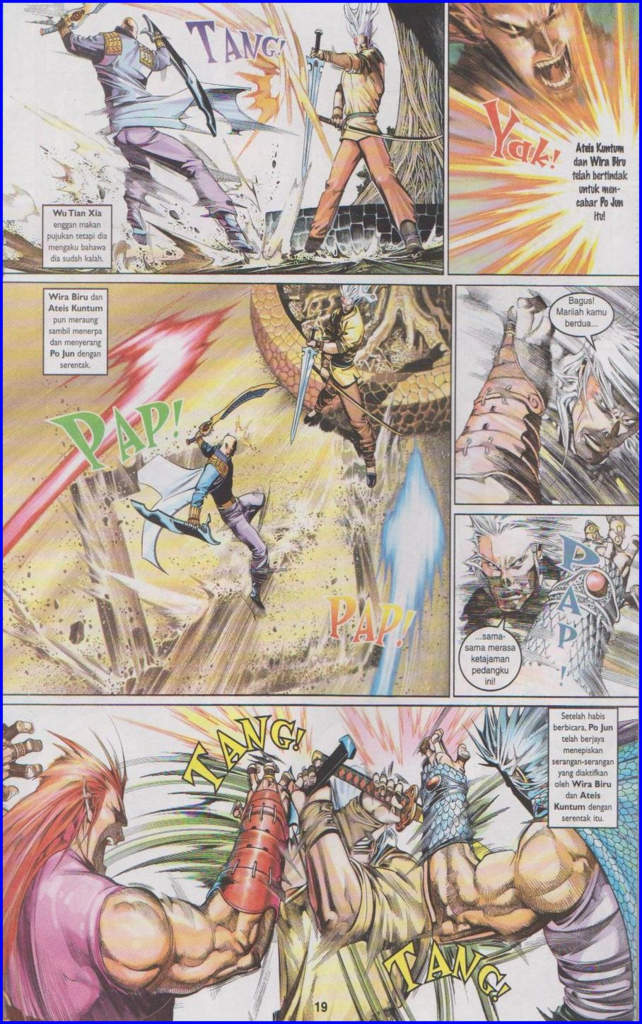 TANG!
Wu Tian Xia
enggan makan
pujukan tetapi dia
mengaku bahawa
dia sudah kalah.
Yak!
Ateis Kuntum
dan Wira Biru
telah bertindak
untuk men-
cabar Po Jun
itu!
Wira Biru dan
Ateis Kuntum
pun meraung
sambil menerpa
dan menyerang
Po Jun dengan
serentak.
PAP!
PAP!
Bagus!
Marilah kamu
berdua...
PAP!
...sama-
sama merasa
ketajaman
pedangku
ini!
TANG!
TANG!
Setelah habis
berbicara, Po Jun
telah berjaya
menepiskan
serangan-serangan
yang diaktifkan
oleh Wira Biru
dan Ateis
Kuntum dengan
serentak itu.
19